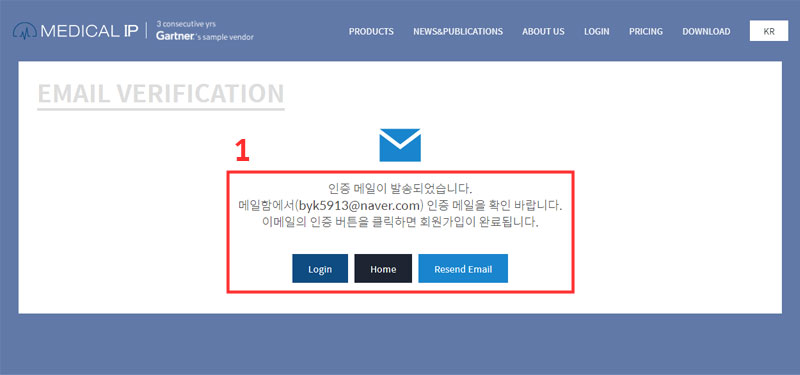 MEDICAL IP
3 consecutive yrs
Gartner's sample vendor
PRODUCTS NEWS&PUBLICATIONS ABOUT US LOGIN PRICING DOWNLOAD KR
EMAIL VERIFICATION
1
인증 메일이 발송되었습니다.
메일함에서(byk5913@naver.com) 인증 메일을 확인 바랍니다.
이메일의 인증 버튼을 클릭하면 회원가입이 완료됩니다.
Login Home Resend Email